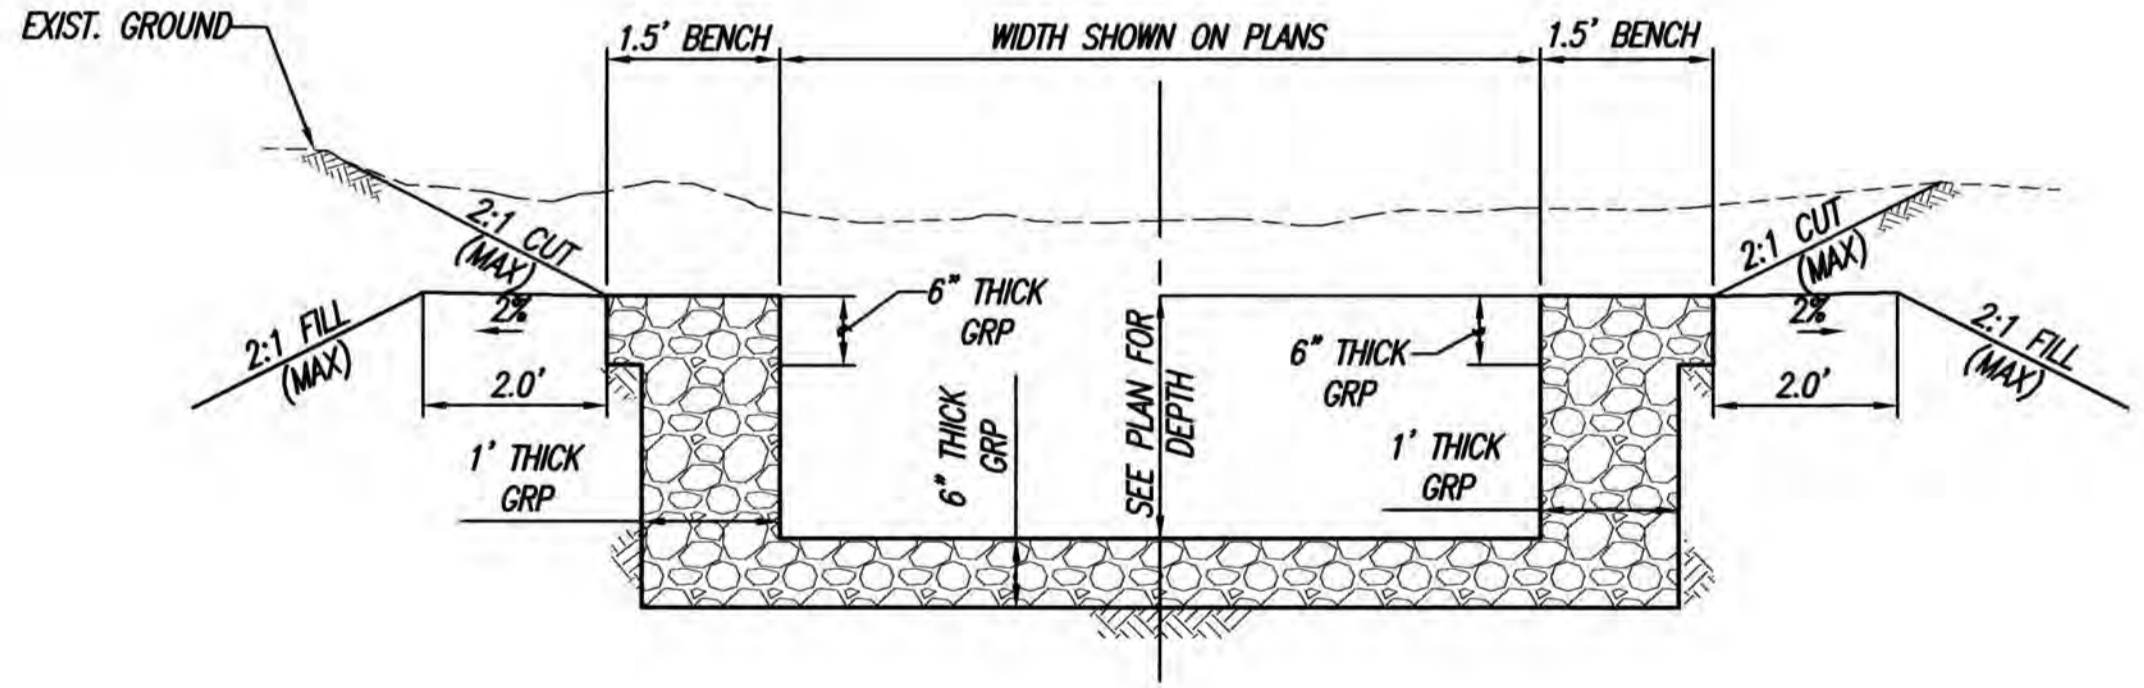 EXIST. GROUND
1.5' BENCH
WIDTH SHOWN ON PLANS
1.5' BENCH
2:1 CUT
(MAX)
2:1 CUT
(MAX)
2:1 FILL
(MAX)
2%
2.0'
6" THICK
GRP
6" THICK
GRP
SEE PLAN FOR
DEPTH
6" THICK
GRP
2%
2.0'
2:1 FILL
(MAX)
1' THICK
GRP
1' THICK
GRP